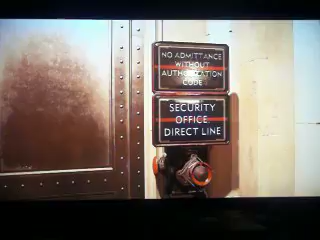 NO ADMITTANCE
WITHOUT
AUTHORIZATION
CODE
SECURITY
OFFICE
DIRECT LINE